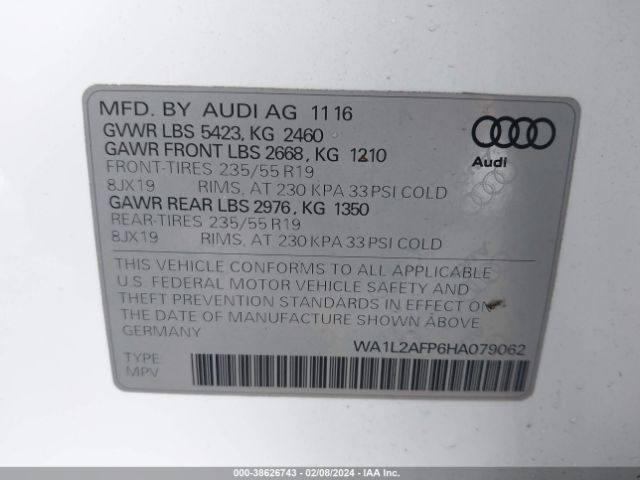 MFD. BY AUDI AG 11 16
GVWR LBS 5423, KG 2460
GAWR FRONT LBS 2668, KG 1210
FRONT-TIRES 235/55 R19
8JX19 RIMS, AT 230 KPA 33 PSI COLD
GAWR REAR LBS 2976, KG 1350
REAR-TIRES 235/55 R19
8JX19 RIMS, AT 230 KPA 33 PSI COLD
Audi
THIS VEHICLE CONFORMS TO ALL APPLICABLE
U.S. FEDERAL MOTOR VEHICLE SAFETY AND
THEFT PREVENTION STANDARDS IN EFFECT ON
THE DATE OF MANUFACTURE SHOWN ABOVE
GERMANY
WA1L2AFP6HA079062
TYPE:
MPV
000-38626743 - 02/08/2024 - IAA Inc.